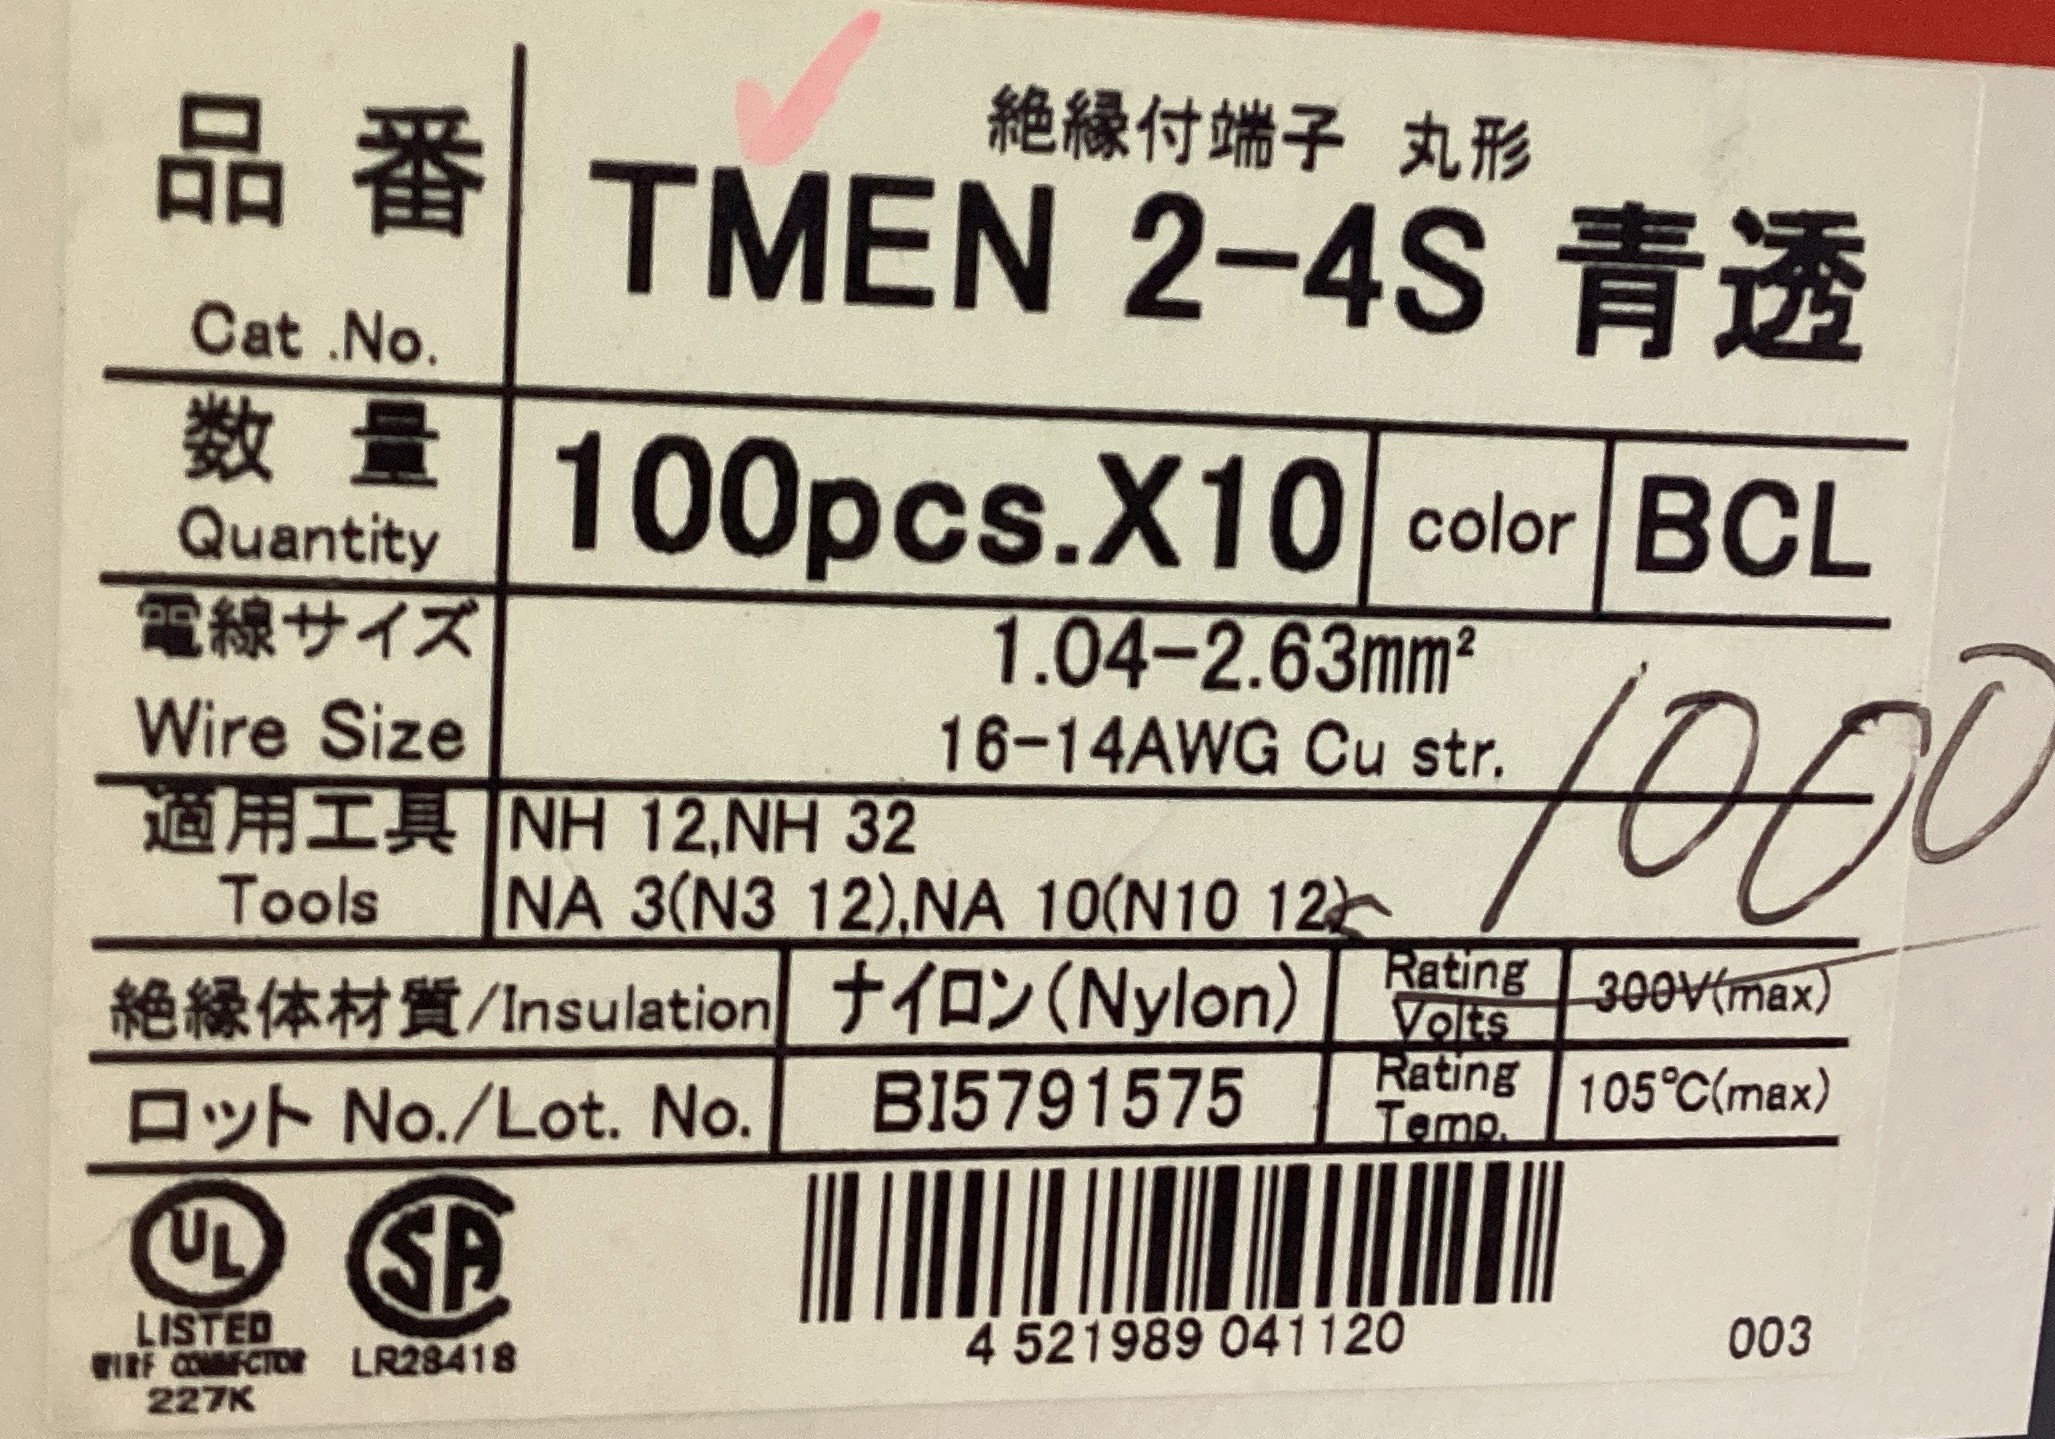 絶縁付端子 丸形
品番 TMEN 2-4S 青透
Cat .No.
数量 100pcs.X10 color BCL
Quantity
電線サイズ 1.04-2.63mm²
Wire Size 16-14AWG Cu str.
1000
適用工具 NH 12,NH 32
Tools NA 3(N3 12),NA 10(N10 12)
絶縁体材質/Insulation ナイロン(Nylon) Rating Volts 300V(max)
ロット No./Lot. No. BI5791575 Rating Temp. 105℃(max)
UL SA
LISTED
WIRE CONNECTOR LR28418
227K
4 521989 041120
003